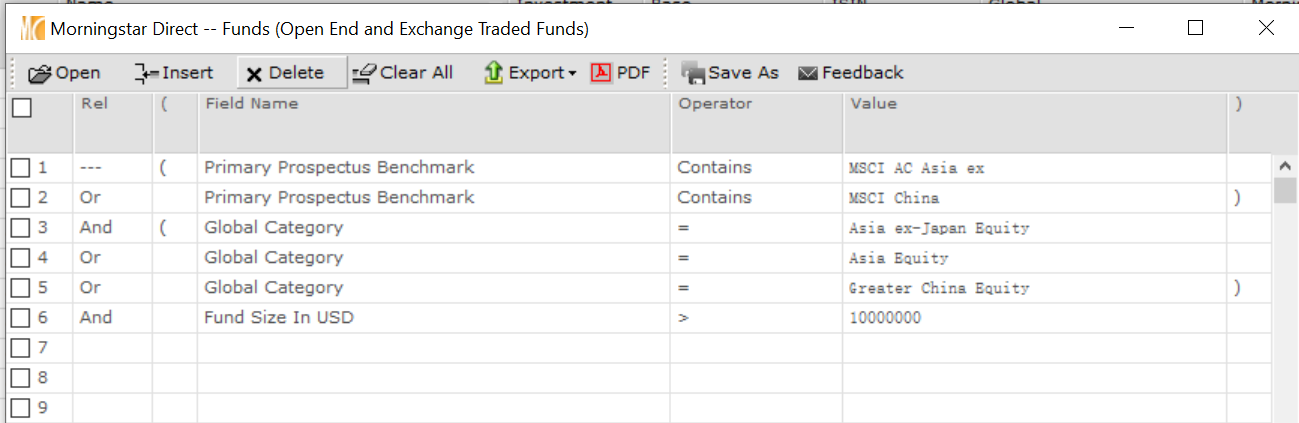 Morningstar Direct -- Funds (Open End and Exchange Traded Funds)
Open Insert Delete Clear All Export PDF Save As Feedback
Rel ( Field Name Operator Value )
1 --- ( Primary Prospectus Benchmark Contains MSCI AC Asia ex
2 Or Primary Prospectus Benchmark Contains MSCI China )
3 And ( Global Category = Asia ex-Japan Equity
4 Or Global Category = Asia Equity
5 Or Global Category = Greater China Equity )
6 And Fund Size In USD > 10000000
7
8
9